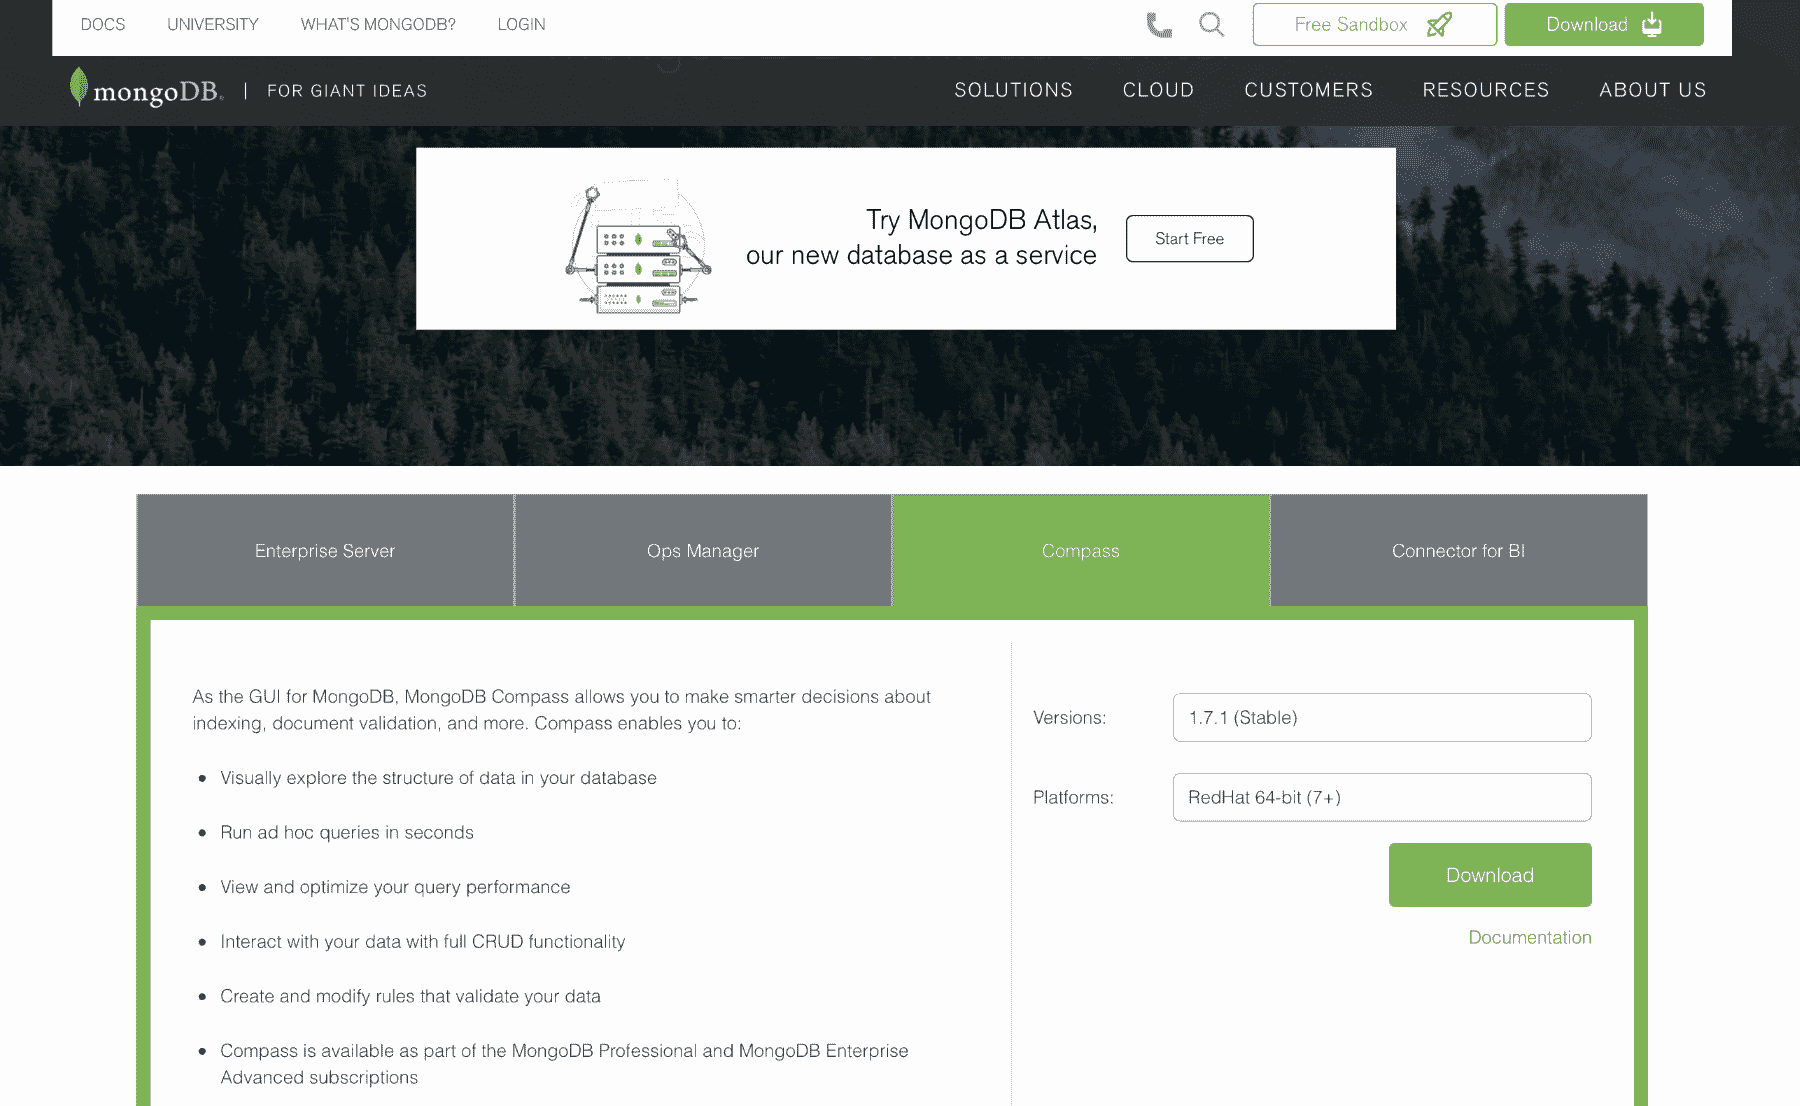 DOCS UNIVERSITY WHAT'S MONGODB? LOGIN Free Sandbox Download
mongoDB. | FOR GIANT IDEAS SOLUTIONS CLOUD CUSTOMERS RESOURCES ABOUT US
Try MongoDB Atlas,
our new database as a service
Start Free
Enterprise Server Ops Manager Compass Connector for BI
As the GUI for MongoDB, MongoDB Compass allows you to make smarter decisions about
indexing, document validation, and more. Compass enables you to:
• Visually explore the structure of data in your database
• Run ad hoc queries in seconds
• View and optimize your query performance
• Interact with your data with full CRUD functionality
• Create and modify rules that validate your data
• Compass is available as part of the MongoDB Professional and MongoDB Enterprise
Advanced subscriptions
Versions: 1.7.1 (Stable)
Platforms: RedHat 64-bit (7+)
Download
Documentation